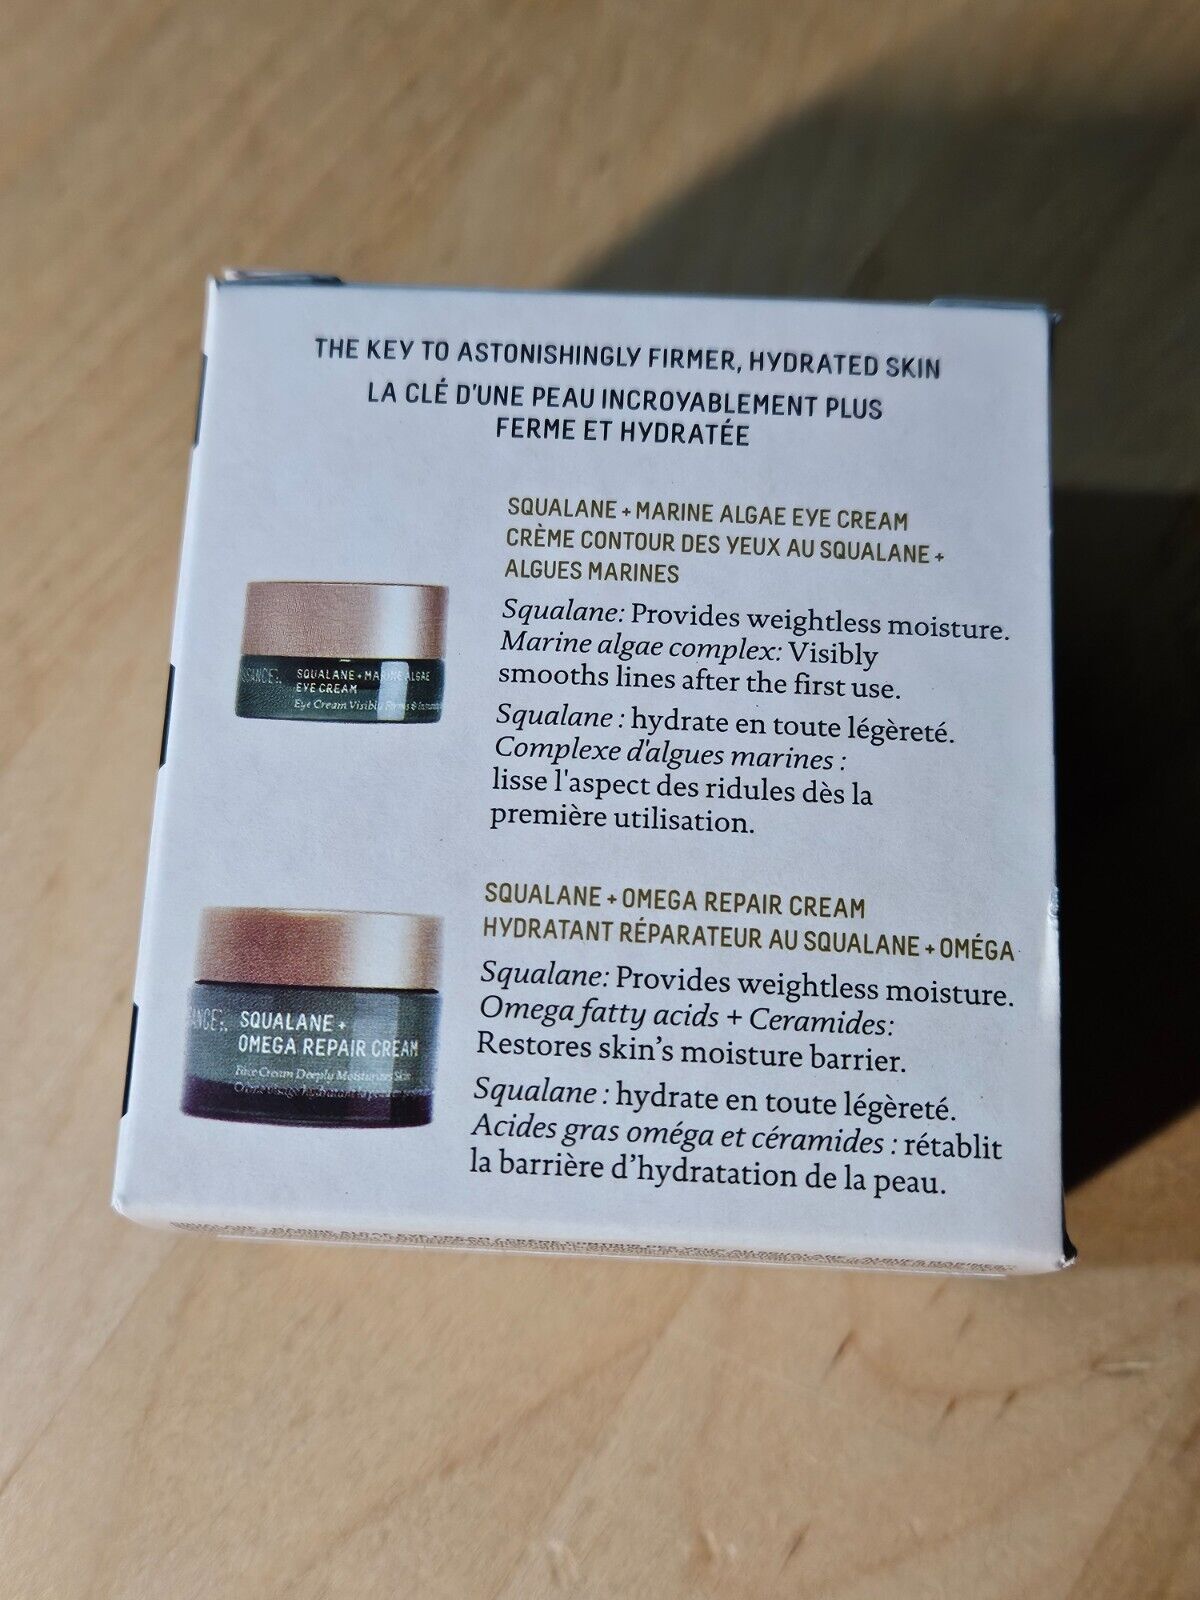 THE KEY TO ASTONISHINGLY FIRMER, HYDRATED SKIN
LA CLÉ D'UNE PEAU INCROYABLEMENT PLUS
FERME ET HYDRATÉE
SQUALANE + MARINE ALGAE EYE CREAM
CRÈME CONTOUR DES YEUX AU SQUALANE +
ALGUES MARINES
Squalane: Provides weightless moisture.
Marine algae complex: Visibly
smooths lines after the first use.
Squalane : hydrate en toute légèreté.
Complexe d'algues marines :
lisse l'aspect des ridules dès la
première utilisation.
SQUALANE + MARINE ALGAE
EYE CREAM
Eye Cream Visibly Firms &
SQUALANE + OMEGA REPAIR CREAM
HYDRATANT RÉPARATEUR AU SQUALANE + OMÉGA
Squalane: Provides weightless moisture.
Omega fatty acids + Ceramides:
Restores skin’s moisture barrier.
Squalane : hydrate en toute légèreté.
Acides gras oméga et céramides : rétablit
la barrière d’hydratation de la peau.
SQUALANE +
OMEGA REPAIR CREAM
Face Cream Deeply Moisturizes Skin